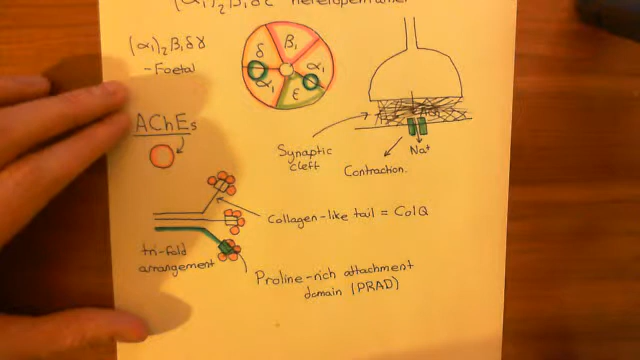 (α₁)₂β₁δε heteropentamer
(α₁)₂β₁δγ
- Foetal
δ
β₁
α₁
α₁
ε
AChEs
Synaptic
cleft
Na⁺
Contraction.
Collagen-like tail = ColQ
tri-fold
arrangement
Proline-rich attachment
domain (PRAD)